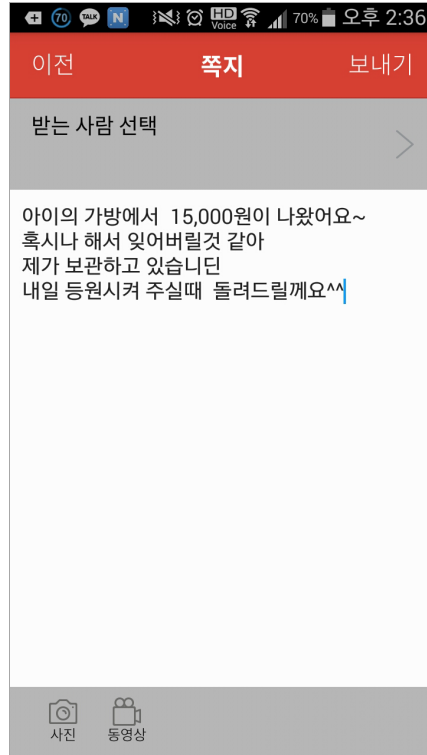 70 TALK N HD Voice 70% 오후 2:36
이전 쪽지 보내기
받는 사람 선택
아이의 가방에서 15,000원이 나왔어요~
혹시나 해서 잊어버릴것 같아
제가 보관하고 있습니딘
내일 등원시켜 주실때 돌려드릴께요^^
사진 동영상